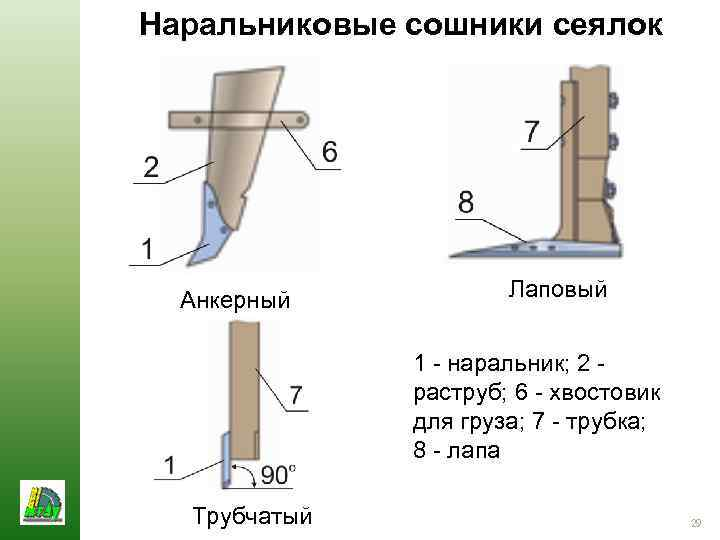 Наральниковые сошники сеялок
2
6
1
Анкерный
7
8
Лаповый
7
1
90°
Трубчатый
1 - наральник; 2 -
раструб; 6 - хвостовик
для груза; 7 - трубка;
8 - лапа
29